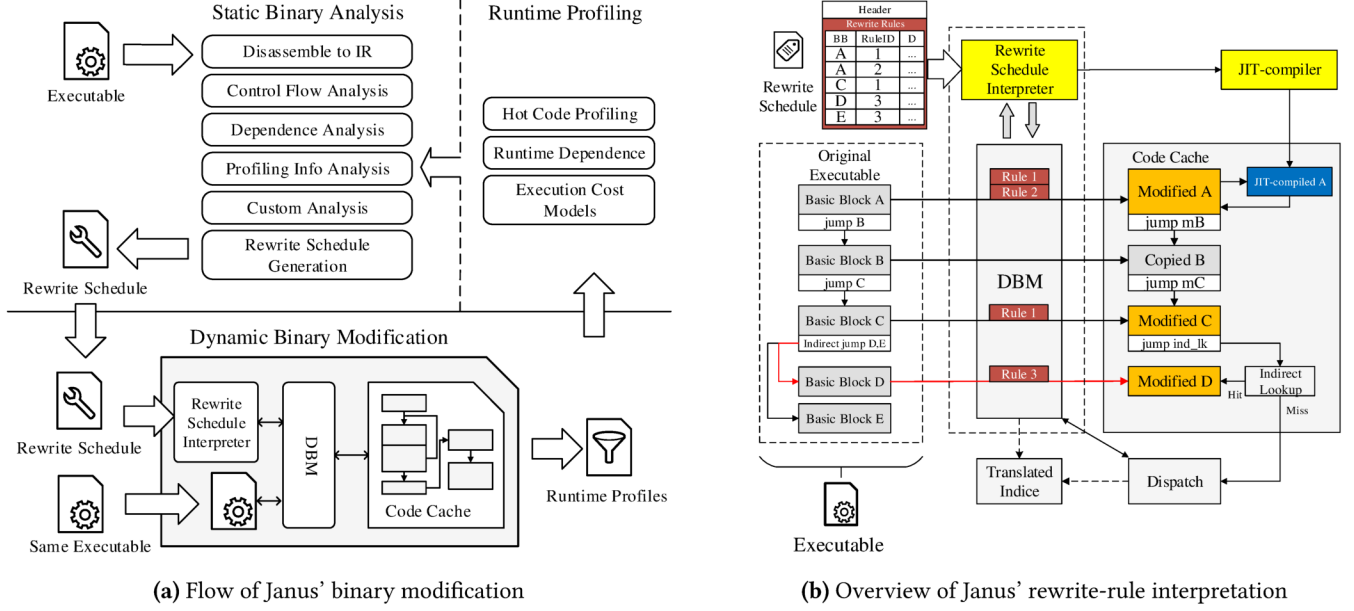 Static Binary Analysis
Runtime Profiling
Executable
Disassemble to IR
Control Flow Analysis
Dependence Analysis
Profiling Info Analysis
Custom Analysis
Rewrite Schedule
Generation
Hot Code Profiling
Runtime Dependence
Execution Cost
Models
Rewrite Schedule
Dynamic Binary Modification
Rewrite Schedule
Same Executable
Rewrite
Schedule
Interpreter
DBM
Code Cache
Runtime Profiles
(a) Flow of Janus' binary modification
Header
Rewrite Rules
BB RuleID D
A 1 ...
A 2 ...
C 1 ...
D 3 ...
E 3 ...
Rewrite
Schedule
Rewrite
Schedule
Interpreter
JIT-compiler
Original
Executable
Basic Block A
jump B
Basic Block B
jump C
Basic Block C
Indirect jump D,E
Basic Block D
Basic Block E
Executable
Rule 1
Rule 2
DBM
Rule 1
Rule 3
Code Cache
Modified A
jump mB
JIT-compiled A
Copied B
jump mC
Modified C
jump ind_lk
Modified D
Hit
Indirect
Lookup
Miss
Translated
Indice
Dispatch
(b) Overview of Janus' rewrite-rule interpretation